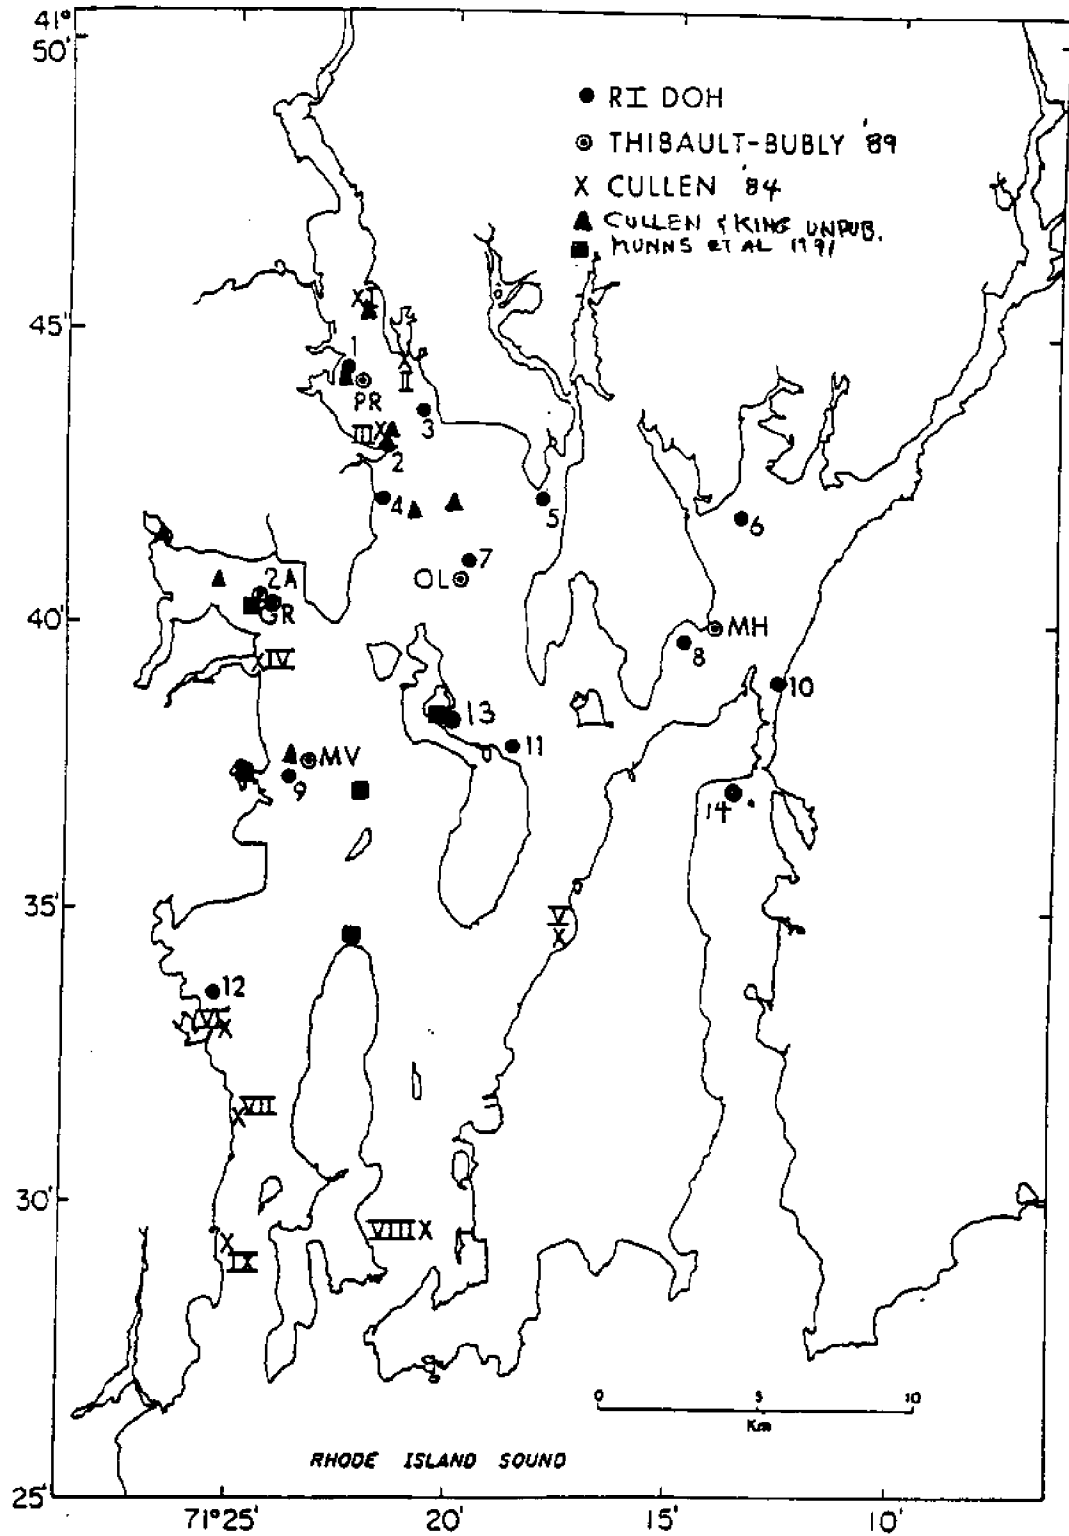 41°
50'
● RI DOH
◉ THIBAULT-BUBLY '89
X CULLEN '84
▲ CULLEN & KING UNPUB.
■ MUNNS ET AL 1991
XI
45'
1
II
PR
3
III X
2
4
5
6
7
2A
OL
GR
40'
MH
8
X IV
10
13
11
MV
9
14
35'
V
X
12
VI
X
VII
X
30'
VIII X
X
IX
0 5 10
Km
RHODE ISLAND SOUND
25'
71°25' 20' 15' 10'